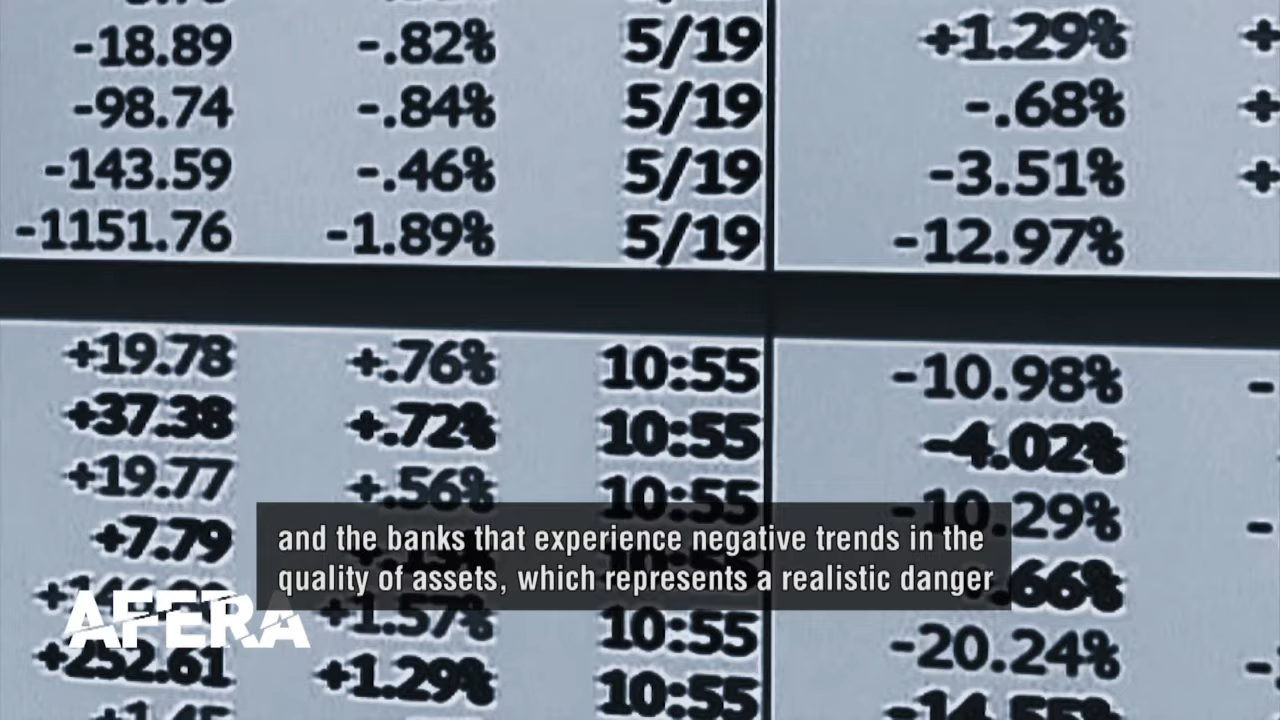 -18.89 -.82% 5/19 +1.29% +
-98.74 -.84% 5/19 -.68% +
-143.59 -.46% 5/19 -3.51% +
-1151.76 -1.89% 5/19 -12.97%
+19.78 +.76% 10:55 -10.98% -
+37.38 +.72% 10:55 -4.02%
+19.77 +.56% 10:55 -10.29% -
+7.79
and the banks that experience negative trends in the
quality of assets, which represents a realistic danger
AFERA
+1.57% 10:55 -20.24% -
+252.61 +1.29% 10:55 -14.55%